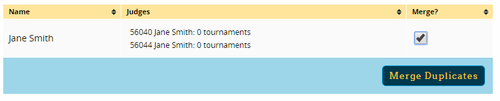 Name Judges Merge?
Jane Smith
56040 Jane Smith: 0 tournaments
56044 Jane Smith: 0 tournaments
Merge Duplicates